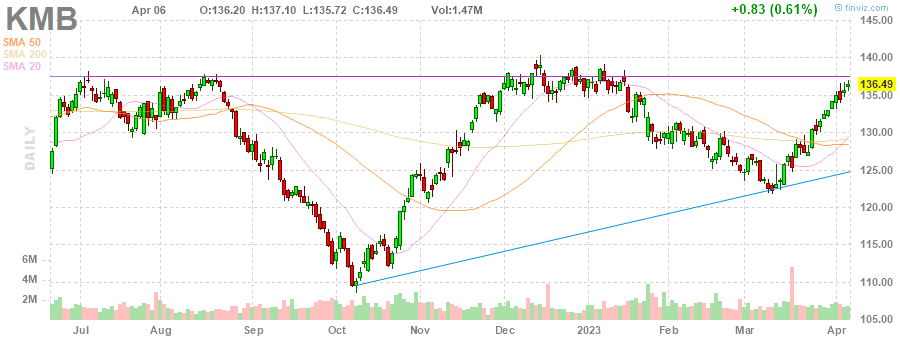 KMB
Apr 06 O:136.20 H:137.10 L:135.72 C:136.49 Vol:1.47M +0.83 (0.61%)
© finviz.com
SMA 50
SMA 200
SMA 20
DAILY
145.00
140.00
136.49
135.00
130.00
125.00
120.00
115.00
110.00
105.00
6M
4M
2M
Jul Aug Sep Oct Nov Dec 2023 Feb Mar Apr